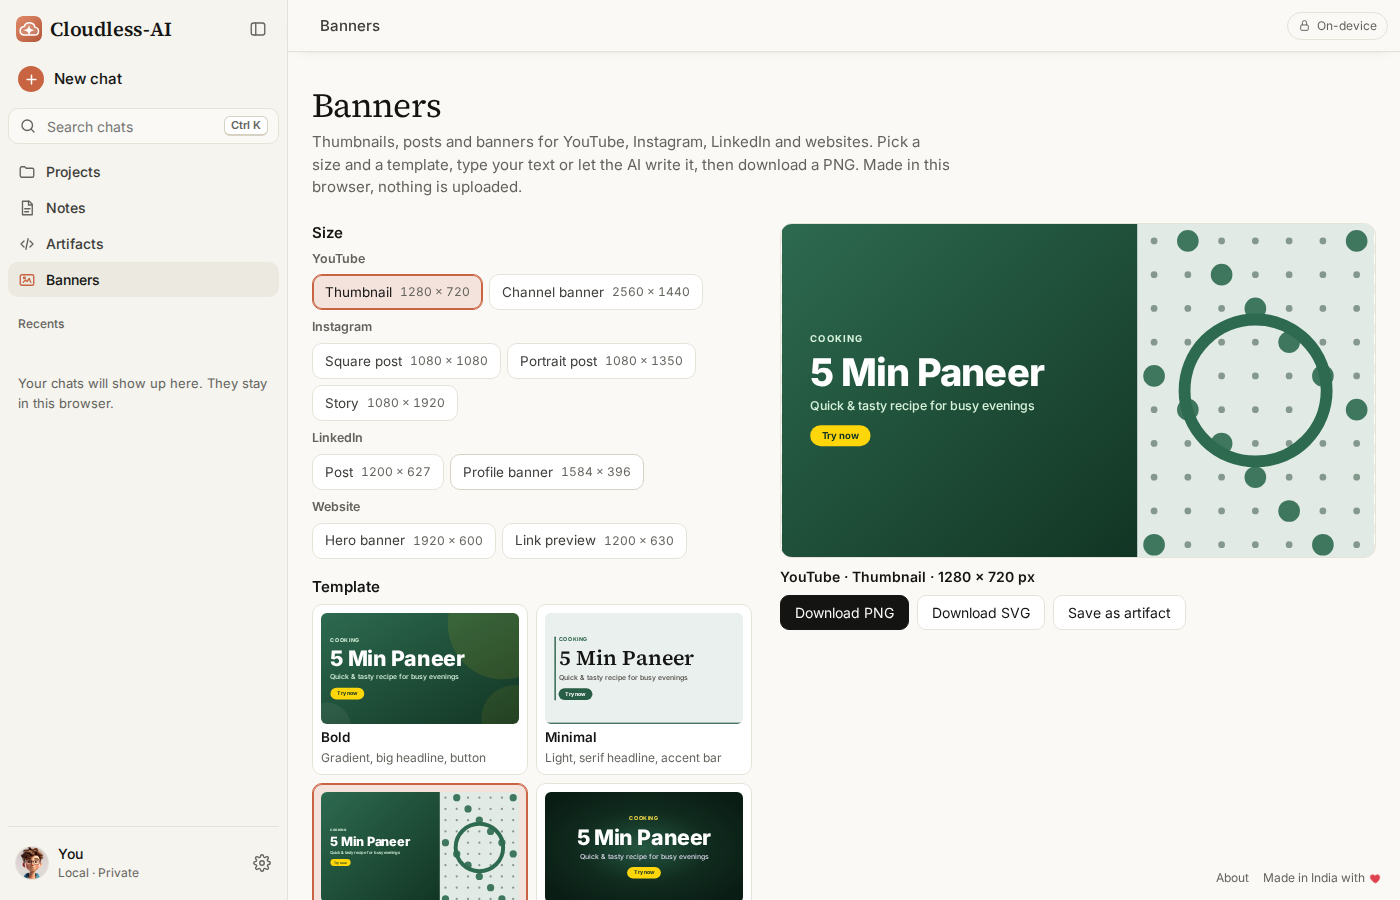 Cloudless-AI
New chat
Search chats
Ctrl K
Projects
Notes
Artifacts
Banners
Recents
Your chats will show up here. They stay
in this browser.
You
Local · Private
Banners
On-device
Banners
Thumbnails, posts and banners for YouTube, Instagram, LinkedIn and websites. Pick a
size and a template, type your text or let the AI write it, then download a PNG. Made in this
browser, nothing is uploaded.
Size
YouTube
Thumbnail 1280 × 720
Channel banner 2560 × 1440
Instagram
Square post 1080 × 1080
Portrait post 1080 × 1350
Story 1080 × 1920
LinkedIn
Post 1200 × 627
Profile banner 1584 × 396
Website
Hero banner 1920 × 600
Link preview 1200 × 630
Template
COOKING
5 Min Paneer
Quick & tasty recipe for busy evenings
Try now
Bold
Gradient, big headline, button
COOKING
5 Min Paneer
Quick & tasty recipe for busy evenings
Try now
Minimal
Light, serif headline, accent bar
COOKING
5 Min Paneer
Quick & tasty recipe for busy evenings
Try now
COOKING
5 Min Paneer
Quick & tasty recipe for busy evenings
Try now
COOKING
5 Min Paneer
Quick & tasty recipe for busy evenings
Try now
YouTube · Thumbnail · 1280 × 720 px
Download PNG
Download SVG
Save as artifact
About
Made in India with